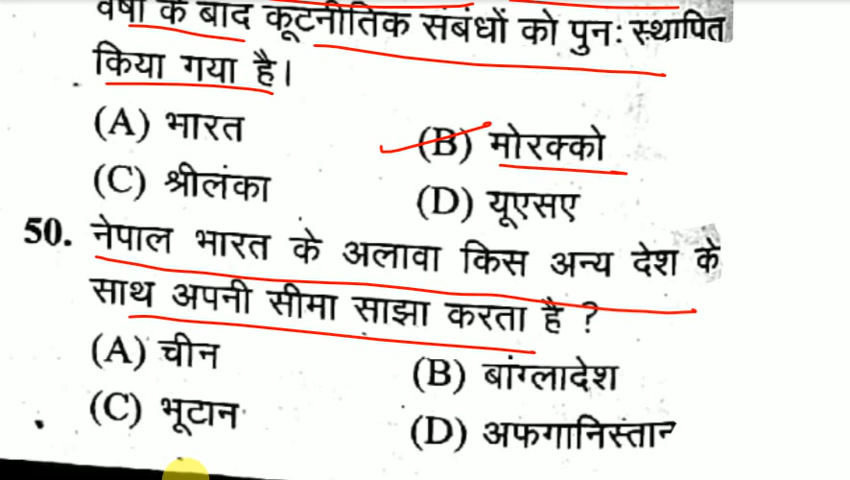 वर्षों के बाद कूटनीतिक संबंधों को पुनः स्थापित
किया गया है।
(A) भारत (B) मोरक्को
(C) श्रीलंका (D) यूएसए
50. नेपाल भारत के अलावा किस अन्य देश के
साथ अपनी सीमा साझा करता है ?
(A) चीन (B) बांग्लादेश
(C) भूटान (D) अफगानिस्तान